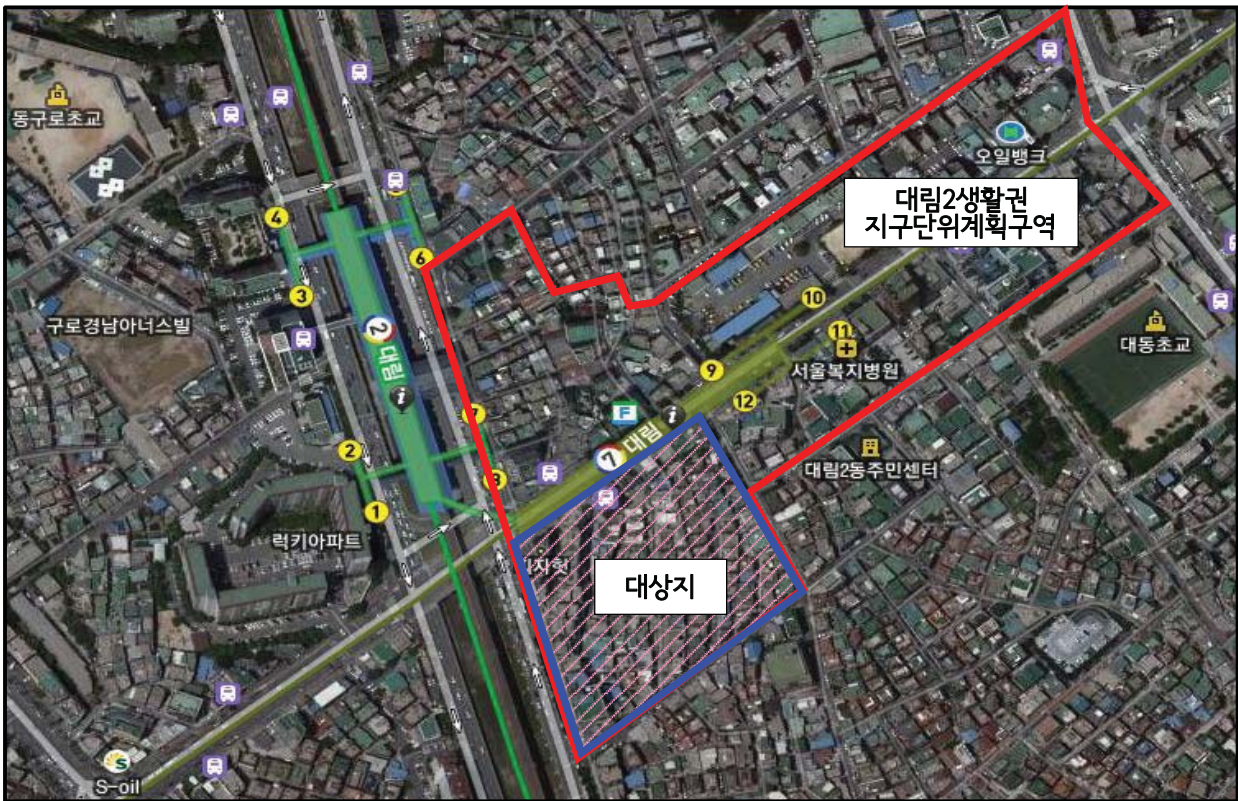 동구로초교
오일뱅크
대림2생활권
지구단위계획구역
4
6
3
구로경남아너스빌
2
대림
10
11
대동초교
서울복지병원
9
12
F
7
대림
7
2
8
대림2동주민센터
1
럭키아파트
대상지
S-oil